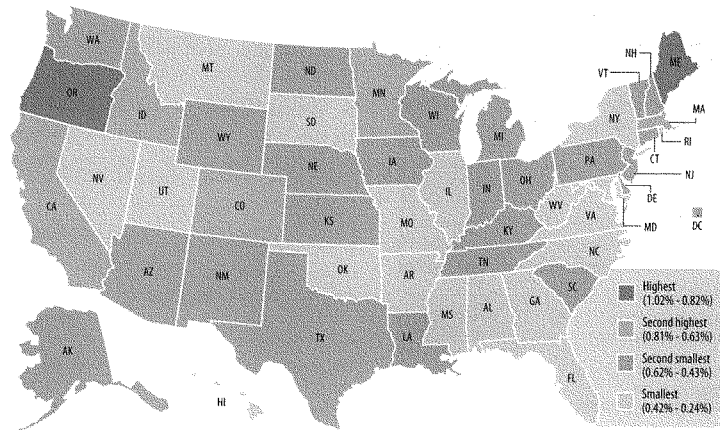 WA
OR
ID
MT
ND
SD
MN
WI
MI
WY
NE
IA
NV
UT
CO
KS
CA
AZ
NM
OK
TX
MO
AR
LA
IL
IN
OH
KY
TN
MS
AL
GA
FL
SC
NC
VA
WV
PA
NY
ME
NH
VT
MA
RI
CT
NJ
DE
MD
DC
AK
HI
Highest
(1.02% - 0.82%)
Second highest
(0.81% - 0.63%)
Second smallest
(0.62% - 0.43%)
Smallest
(0.42% - 0.24%)